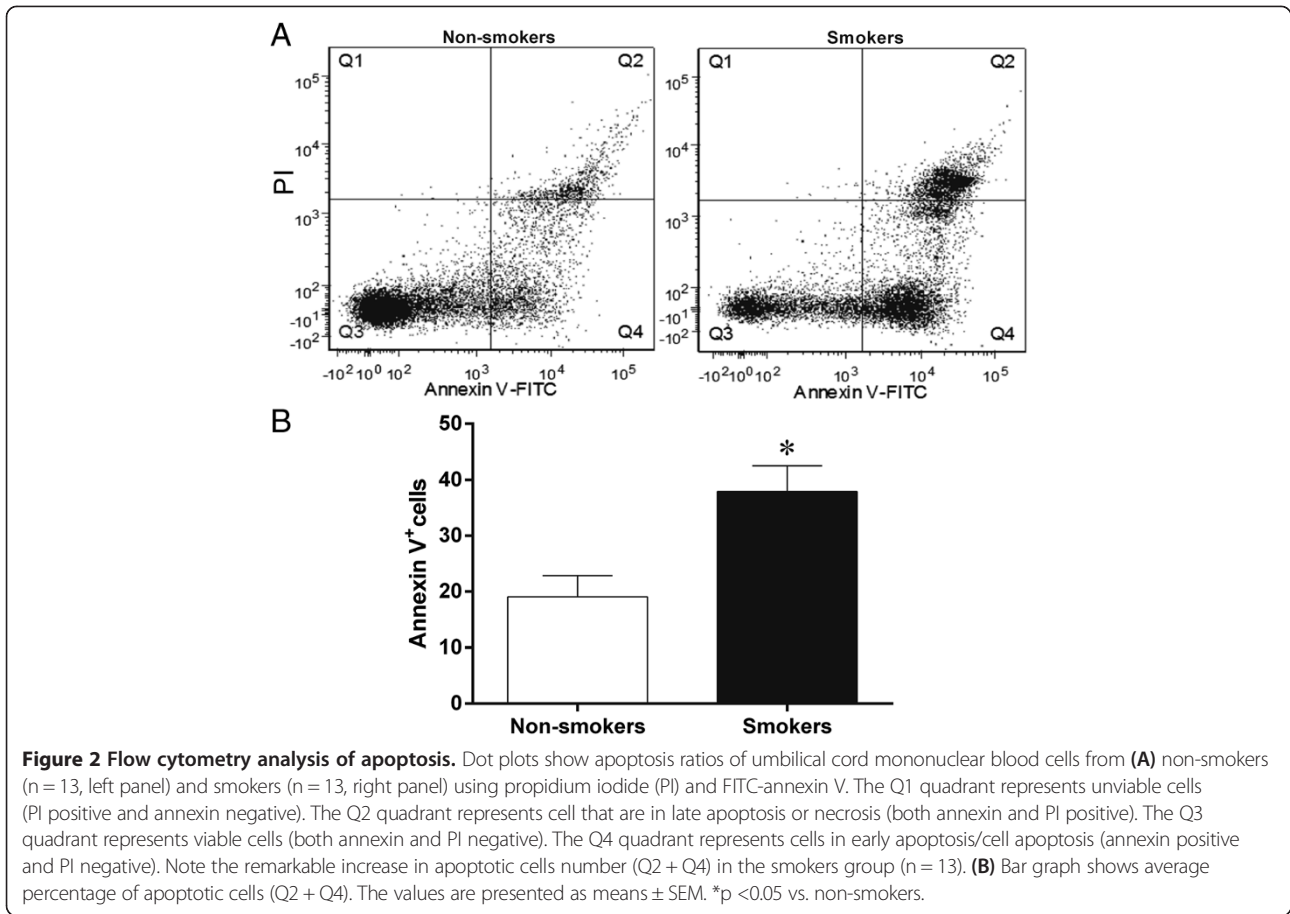 A
Non-smokers
Smokers
Q1
Q2
Q1
Q2
10^5
10^4
10^3
10^2
-10^1
-10^2
PI
Q3
Q4
10^5
10^4
10^3
10^2
-10^1
-10^2
Q3
Q4
-10^2 10^0 10^2 10^3 10^4 10^5
Annexin V-FITC
-10^2 10^0 10^2 10^3 10^4 10^5
Annexin V-FITC
B
50
40
30
20
10
0
Annexin V+ cells
*
Non-smokers
Smokers
Figure 2 Flow cytometry analysis of apoptosis. Dot plots show apoptosis ratios of umbilical cord mononuclear blood cells from (A) non-smokers
(n = 13, left panel) and smokers (n = 13, right panel) using propidium iodide (PI) and FITC-annexin V. The Q1 quadrant represents unviable cells
(PI positive and annexin negative). The Q2 quadrant represents cell that are in late apoptosis or necrosis (both annexin and PI positive). The Q3
quadrant represents viable cells (both annexin and PI negative). The Q4 quadrant represents cells in early apoptosis/cell apoptosis (annexin positive
and PI negative). Note the remarkable increase in apoptotic cells number (Q2 + Q4) in the smokers group (n = 13). (B) Bar graph shows average
percentage of apoptotic cells (Q2 + Q4). The values are presented as means ± SEM. *p <0.05 vs. non-smokers.